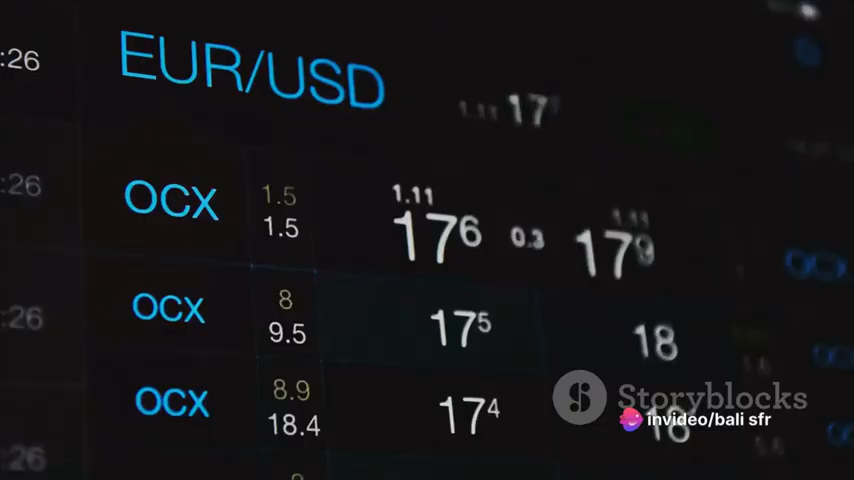 EUR/USD
:26
1.11 17
:26
OCX
1.5
1.5
1.11
17⁶
0.3
1.11
17⁹
OCX
:26
OCX
8
9.5
17⁵
18
OCX
8.9
18.4
17⁴
18
Storyblocks
invideo/bali sfr
:26